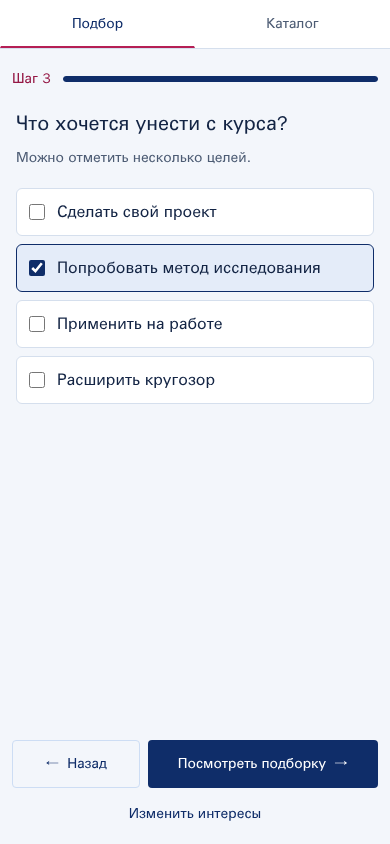 Подбор
Каталог
Шаг 3
Что хочется унести с курса?
Можно отметить несколько целей.
Сделать свой проект
Попробовать метод исследования
Применить на работе
Расширить кругозор
← Назад
Посмотреть подборку →
Изменить интересы